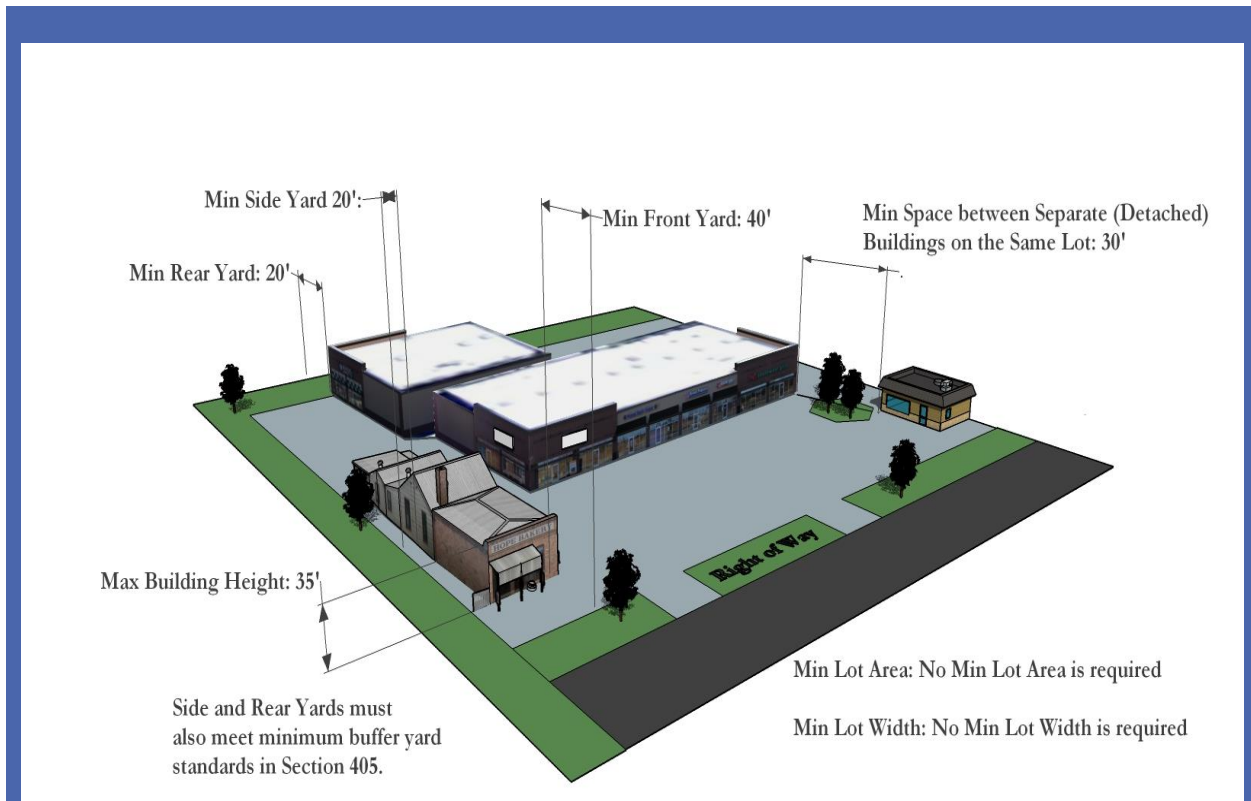 Min Side Yard 20':
Min Front Yard: 40'
Min Space between Separate (Detached)
Buildings on the Same Lot: 30'
Min Rear Yard: 20'
HOPE BAKERY
Max Building Height: 35'
Right of Way
Min Lot Area: No Min Lot Area is required
Min Lot Width: No Min Lot Width is required
Side and Rear Yards must
also meet minimum buffer yard
standards in Section 405.